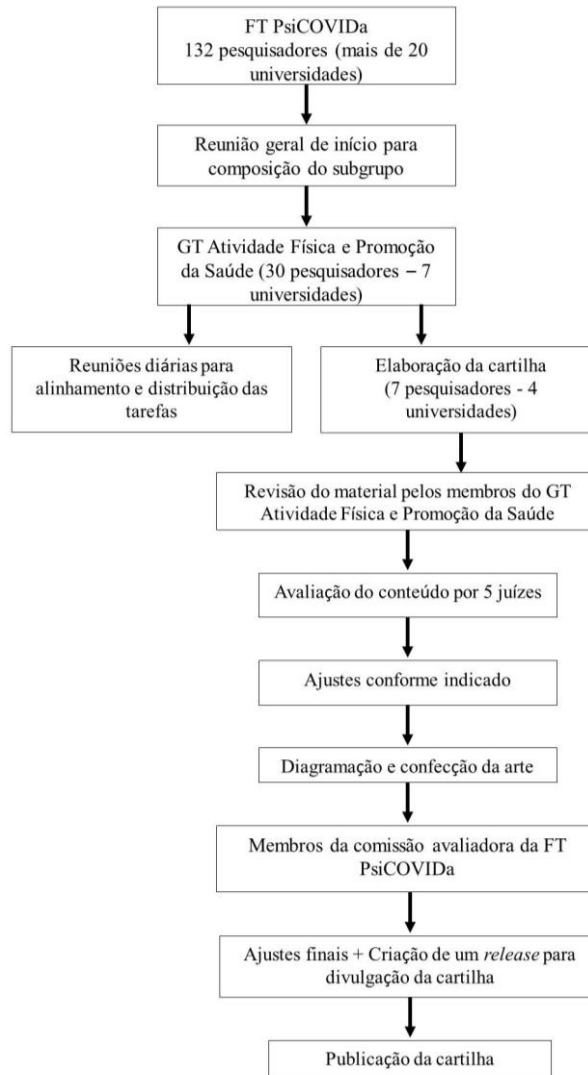 FT PsiCOVIDa
132 pesquisadores (mais de 20
universidades)
Reunião geral de início para
composição do subgrupo
GT Atividade Física e Promoção
da Saúde (30 pesquisadores – 7
universidades)
Reuniões diárias para
alinhamento e distribuição das
tarefas
Elaboração da cartilha
(7 pesquisadores - 4
universidades)
Revisão do material pelos membros do GT
Atividade Física e Promoção da Saúde
Avaliação do conteúdo por 5 juízes
Ajustes conforme indicado
Diagramação e confecção da arte
Membros da comissão avaliadora da FT
PsiCOVIDa
Ajustes finais + Criação de um release para
divulgação da cartilha
Publicação da cartilha